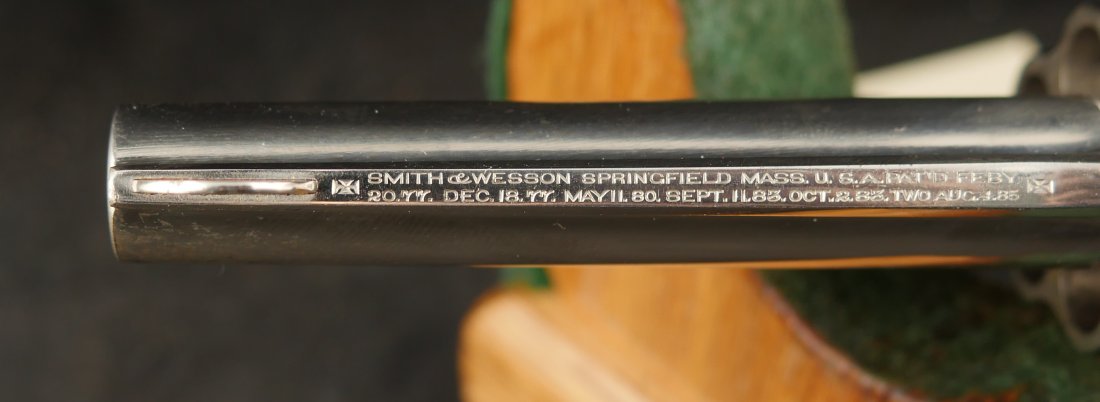 SMITH & WESSON SPRINGFIELD MASS. U.S.A. PAT'D FEBY
20.77. DEC. 18.77. MAY 11. 80. SEPT. 11.83. OCT. 2. 83. TWO AUG. 4.85